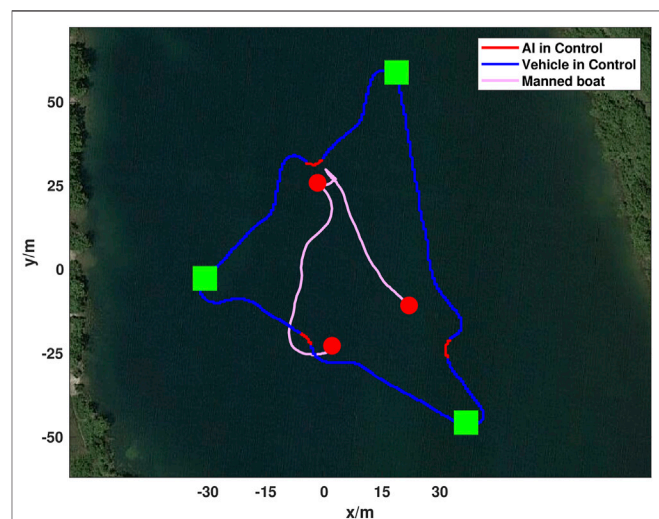 AI in Control
Vehicle in Control
Manned boat
50
25
0
-25
-50
y/m
-30 -15 0 15 30
x/m